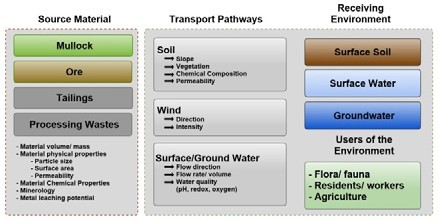 Source Material
Mullock
Ore
Tailings
Processing Wastes
- Material volume/ mass
- Material physical properties
- Particle size
- Surface area
- Permeability
- Material Chemical Properties
- Minerology
- Metal leaching potential
Transport Pathways
Soil
Slope
Vegetation
Chemical Composition
Permeability
Wind
Direction
Intensity
Surface/Ground Water
Flow direction
Flow rate/ volume
Water quality
(pH, redox, oxygen)
Receiving
Environment
Surface Soil
Surface Water
Groundwater
Users of the
Environment
- Flora/ fauna
- Residents/ workers
- Agriculture